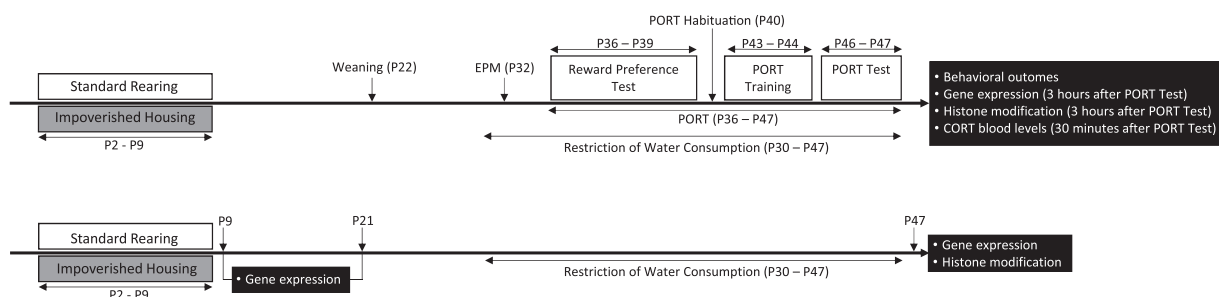 PORT Habituation (P40)
P36 – P39
P43 – P44
P46 – P47
Weaning (P22)
EPM (P32)
Reward Preference
Test
PORT
Training
PORT Test
Standard Rearing
Impoverished Housing
P2 - P9
PORT (P36 – P47)
Restriction of Water Consumption (P30 – P47)
• Behavioral outcomes
• Gene expression (3 hours after PORT Test)
• Histone modification (3 hours after PORT Test)
• CORT blood levels (30 minutes after PORT Test)
P9
P21
P47
Standard Rearing
Impoverished Housing
P2 - P9
• Gene expression
Restriction of Water Consumption (P30 – P47)
• Gene expression
• Histone modification